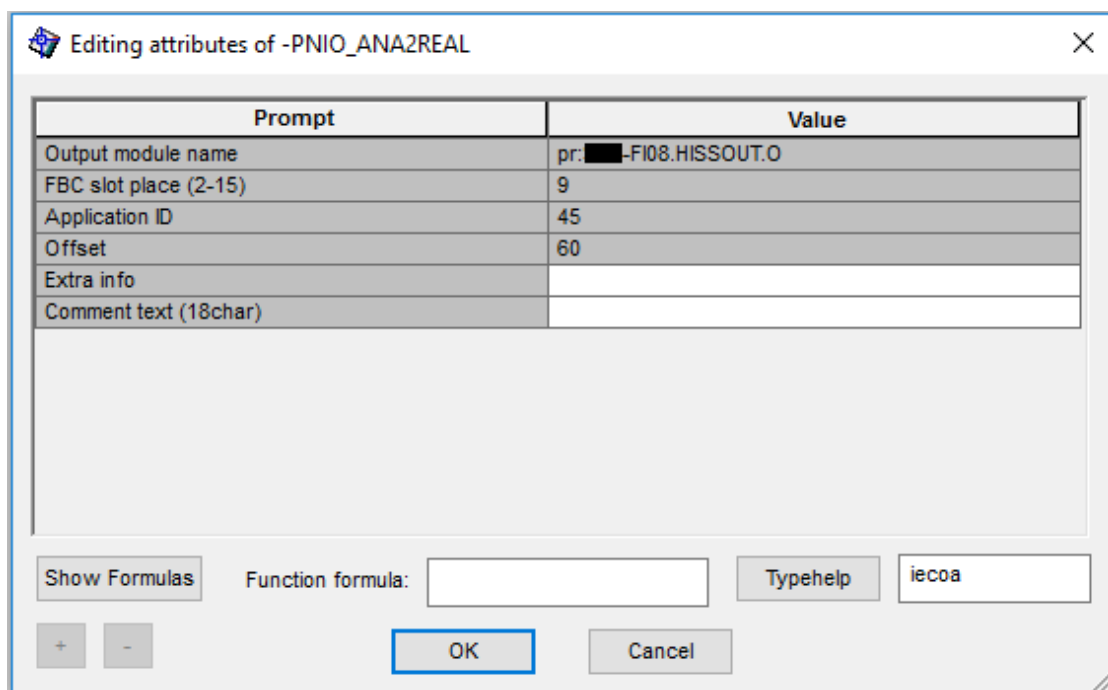 Editing attributes of -PNIO_ANA2REAL
Prompt Value
Output module name pr:-FI08.HISSOUT.O
FBC slot place (2-15) 9
Application ID 45
Offset 60
Extra info
Comment text (18char)
Show Formulas Function formula: Typehelp iecoa
+ - OK Cancel